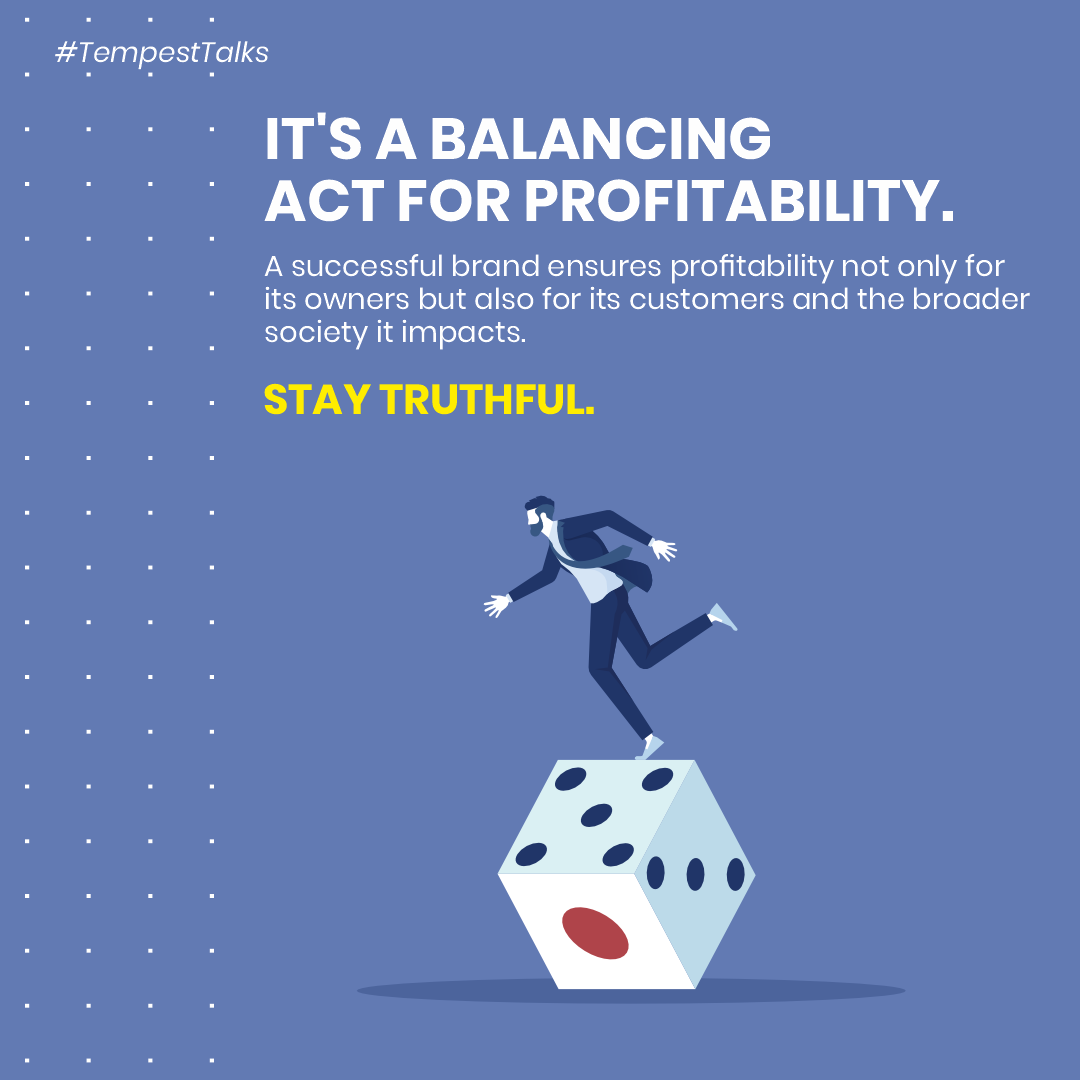 #TempestTalks
IT'S A BALANCING
ACT FOR PROFITABILITY.
A successful brand ensures profitability not only for
its owners but also for its customers and the broader
society it impacts.
STAY TRUTHFUL.